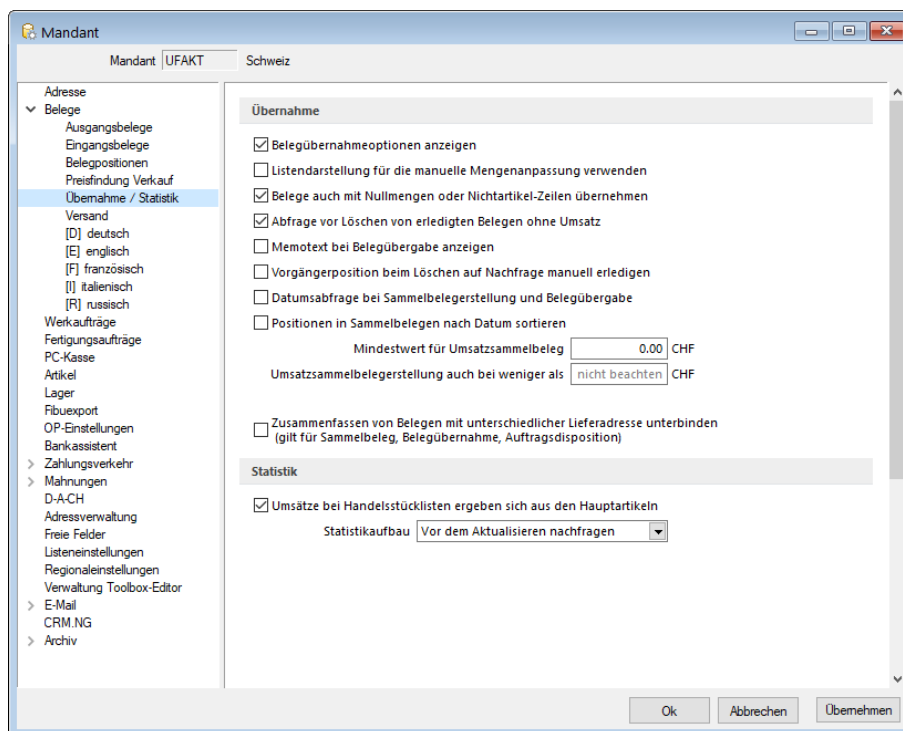 Mandant
Mandant UFAKT Schweiz
Adresse
Belege
Ausgangsbelege
Eingangsbelege
Belegpositionen
Preisfindung Verkauf
Übernahme / Statistik
Versand
[D] deutsch
[E] englisch
[F] französisch
[I] italienisch
[R] russisch
Werkaufträge
Fertigungsaufträge
PC-Kasse
Artikel
Lager
Fibuexport
OP-Einstellungen
Bankassistent
Zahlungsverkehr
Mahnungen
D-A-CH
Adressverwaltung
Freie Felder
Listeneinstellungen
Regionaleinstellungen
Verwaltung Toolbox-Editor
E-Mail
CRM.NG
Archiv
Übernahme
Belegübernahmeoptionen anzeigen
Listendarstellung für die manuelle Mengenanpassung verwenden
Belege auch mit Nullmengen oder Nichtartikel-Zeilen übernehmen
Abfrage vor Löschen von erledigten Belegen ohne Umsatz
Memotext bei Belegübergabe anzeigen
Vorgängerposition beim Löschen auf Nachfrage manuell erledigen
Datumsabfrage bei Sammelbelegerstellung und Belegübergabe
Positionen in Sammelbelegen nach Datum sortieren
Mindestwert für Umsatzsammelbeleg 0.00 CHF
Umsatzsammelbelegerstellung auch bei weniger als nicht beachten CHF
Zusammenfassen von Belegen mit unterschiedlicher Lieferadresse unterbinden
(gilt für Sammelbeleg, Belegübernahme, Auftragsdisposition)
Statistik
Umsätze bei Handelsstücklisten ergeben sich aus den Hauptartikeln
Statistikaufbau Vor dem Aktualisieren nachfragen
Ok Abbrechen Übernehmen